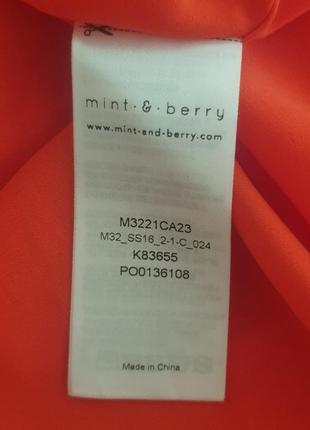 mint·&·berry
www.mint-and-berry.com
M3221CA23
M32_SS16_2-1-C_024
K83655
PO0136108
Made in China